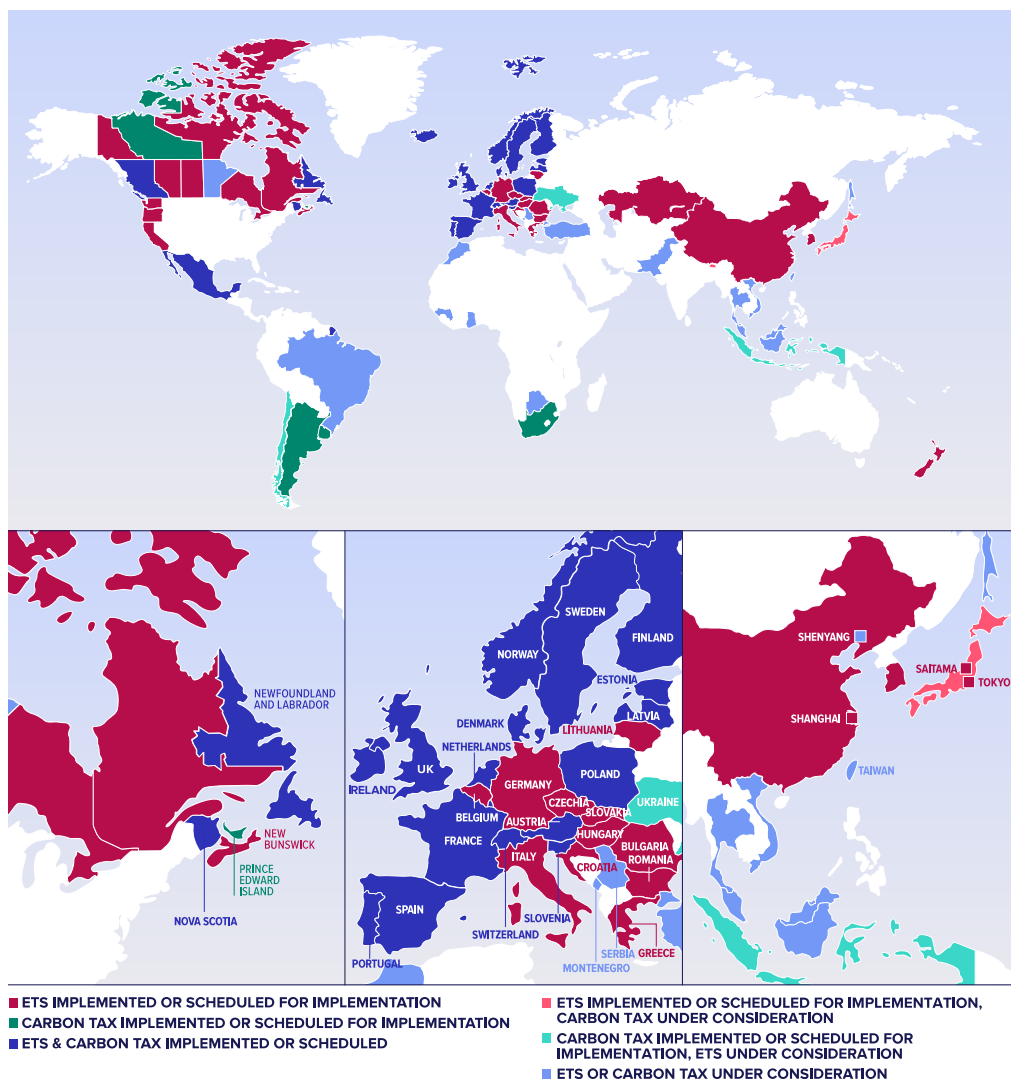 NEWFOUNDLAND
AND LABRADOR
NEW
BUNSWICK
PRINCE
EDWARD
ISLAND
NOVA SCOTIA
SWEDEN
FINLAND
NORWAY
ESTONIA
LATVIA
DENMARK
LITHUANIA
NETHERLANDS
UK
IRELAND
POLAND
GERMANY
UKRAINE
CZECHIA
SLOVAKIA
BELGIUM
AUSTRIA
HUNGARY
FRANCE
BULGARIA
ROMANIA
ITALY
CROATIA
SPAIN
SLOVENIA
SWITZERLAND
PORTUGAL
SERBIA
GREECE
MONTENEGRO
SHENYANG
SAITAMA
TOKYO
SHANGHAI
TAIWAN
ETS IMPLEMENTED OR SCHEDULED FOR IMPLEMENTATION
CARBON TAX IMPLEMENTED OR SCHEDULED FOR IMPLEMENTATION
ETS & CARBON TAX IMPLEMENTED OR SCHEDULED
ETS IMPLEMENTED OR SCHEDULED FOR IMPLEMENTATION,
CARBON TAX UNDER CONSIDERATION
CARBON TAX IMPLEMENTED OR SCHEDULED FOR
IMPLEMENTATION, ETS UNDER CONSIDERATION
ETS OR CARBON TAX UNDER CONSIDERATION